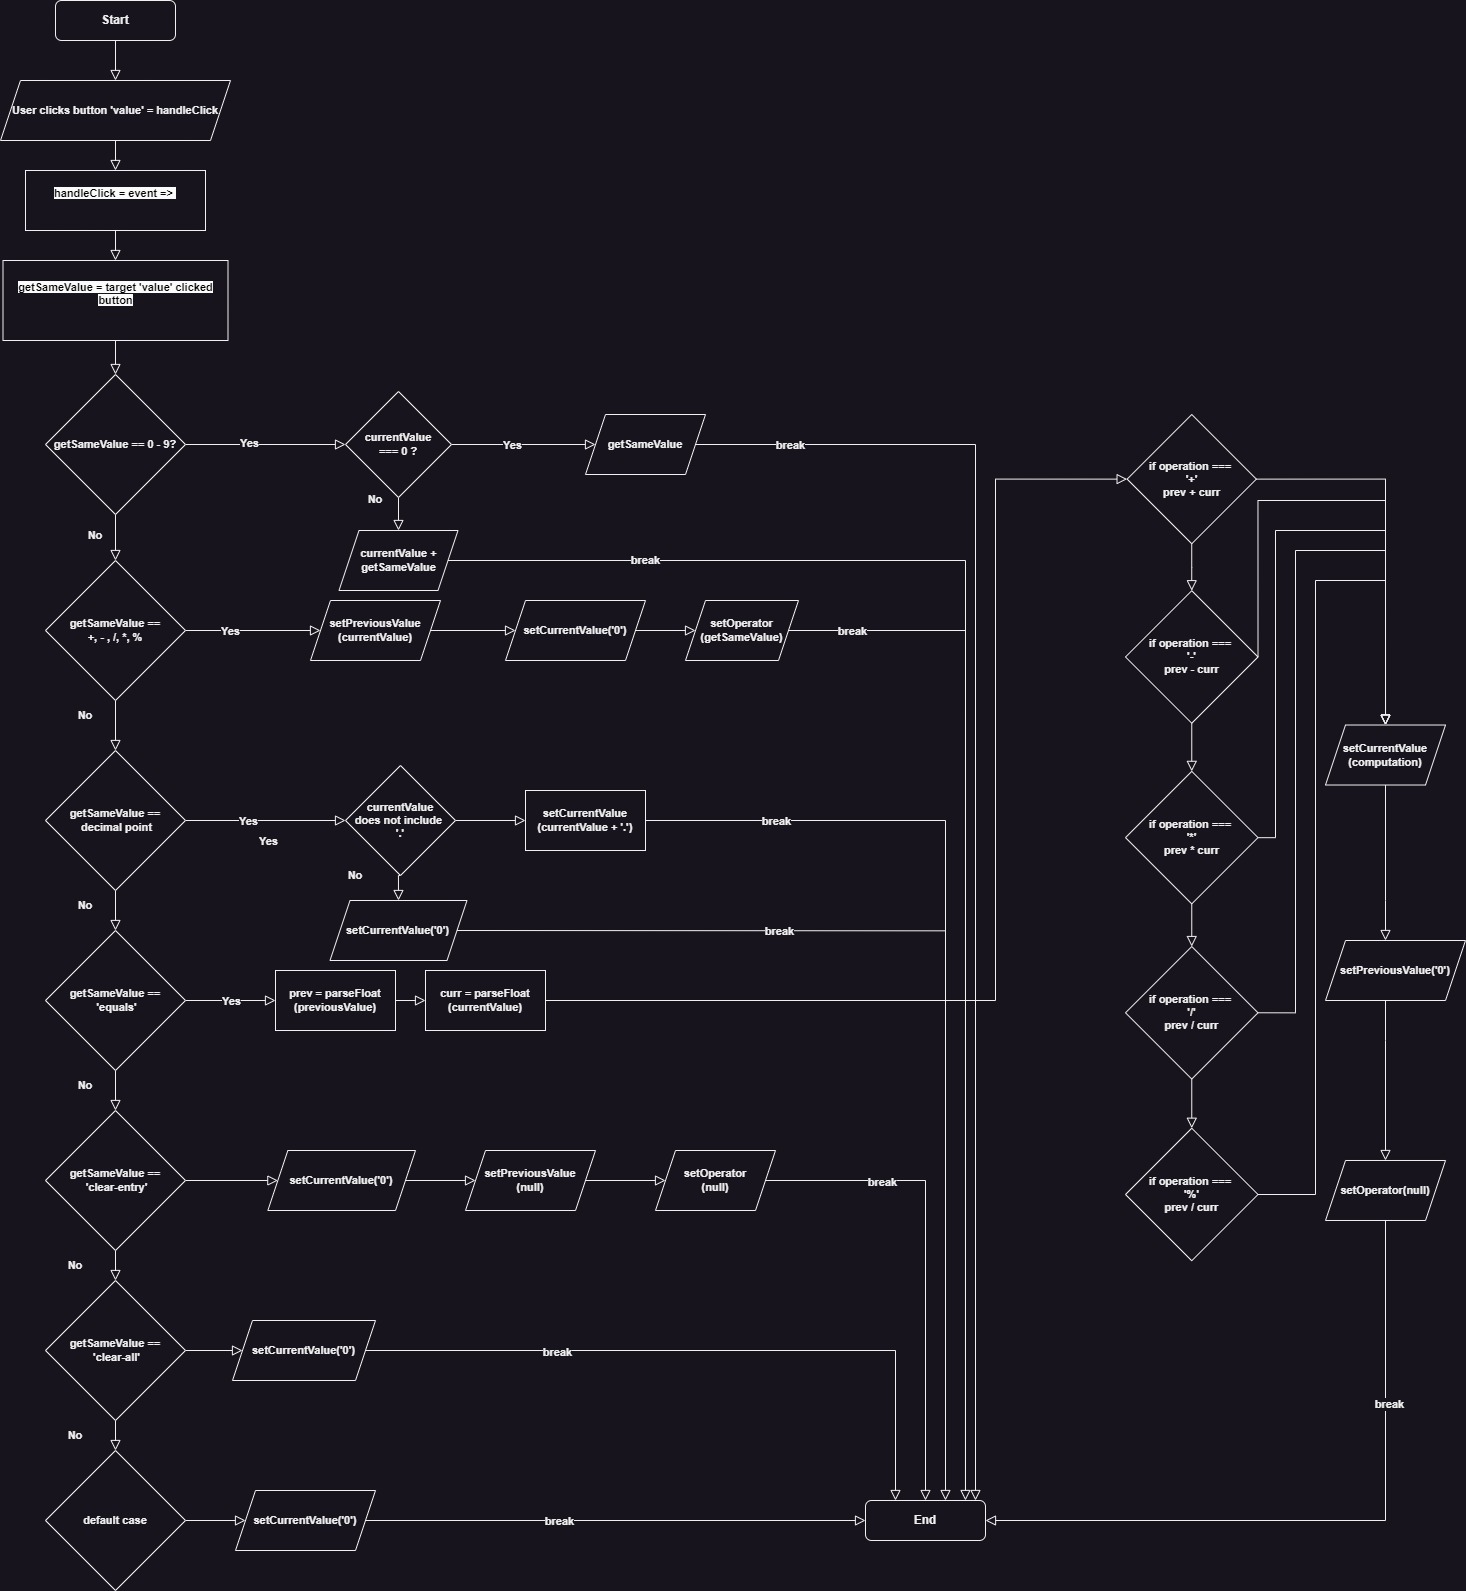 Start
User clicks button 'value' = handleClick
handleClick = event =>
getSameValue = target 'value' clicked
button
getSameValue == 0 - 9?
Yes
currentValue
=== 0 ?
Yes
getSameValue
break
No
currentValue +
getSameValue
break
No
getSameValue ==
+, - , /, *, %
Yes
setPreviousValue
(currentValue)
setCurrentValue('0')
setOperator
(getSameValue)
break
No
getSameValue ==
decimal point
Yes
Yes
currentValue
does not include
'.'
setCurrentValue
(currentValue + '.')
break
No
setCurrentValue('0')
break
No
getSameValue ==
'equals'
Yes
prev = parseFloat
(previousValue)
curr = parseFloat
(currentValue)
No
getSameValue ==
'clear-entry'
setCurrentValue('0')
setPreviousValue
(null)
setOperator
(null)
break
No
getSameValue ==
'clear-all'
setCurrentValue('0')
break
No
default case
setCurrentValue('0')
break
End
if operation ===
'+'
prev + curr
if operation ===
'-'
prev - curr
if operation ===
'*'
prev * curr
if operation ===
'/'
prev / curr
if operation ===
'%'
prev / curr
setCurrentValue
(computation)
setPreviousValue('0')
setOperator(null)
break